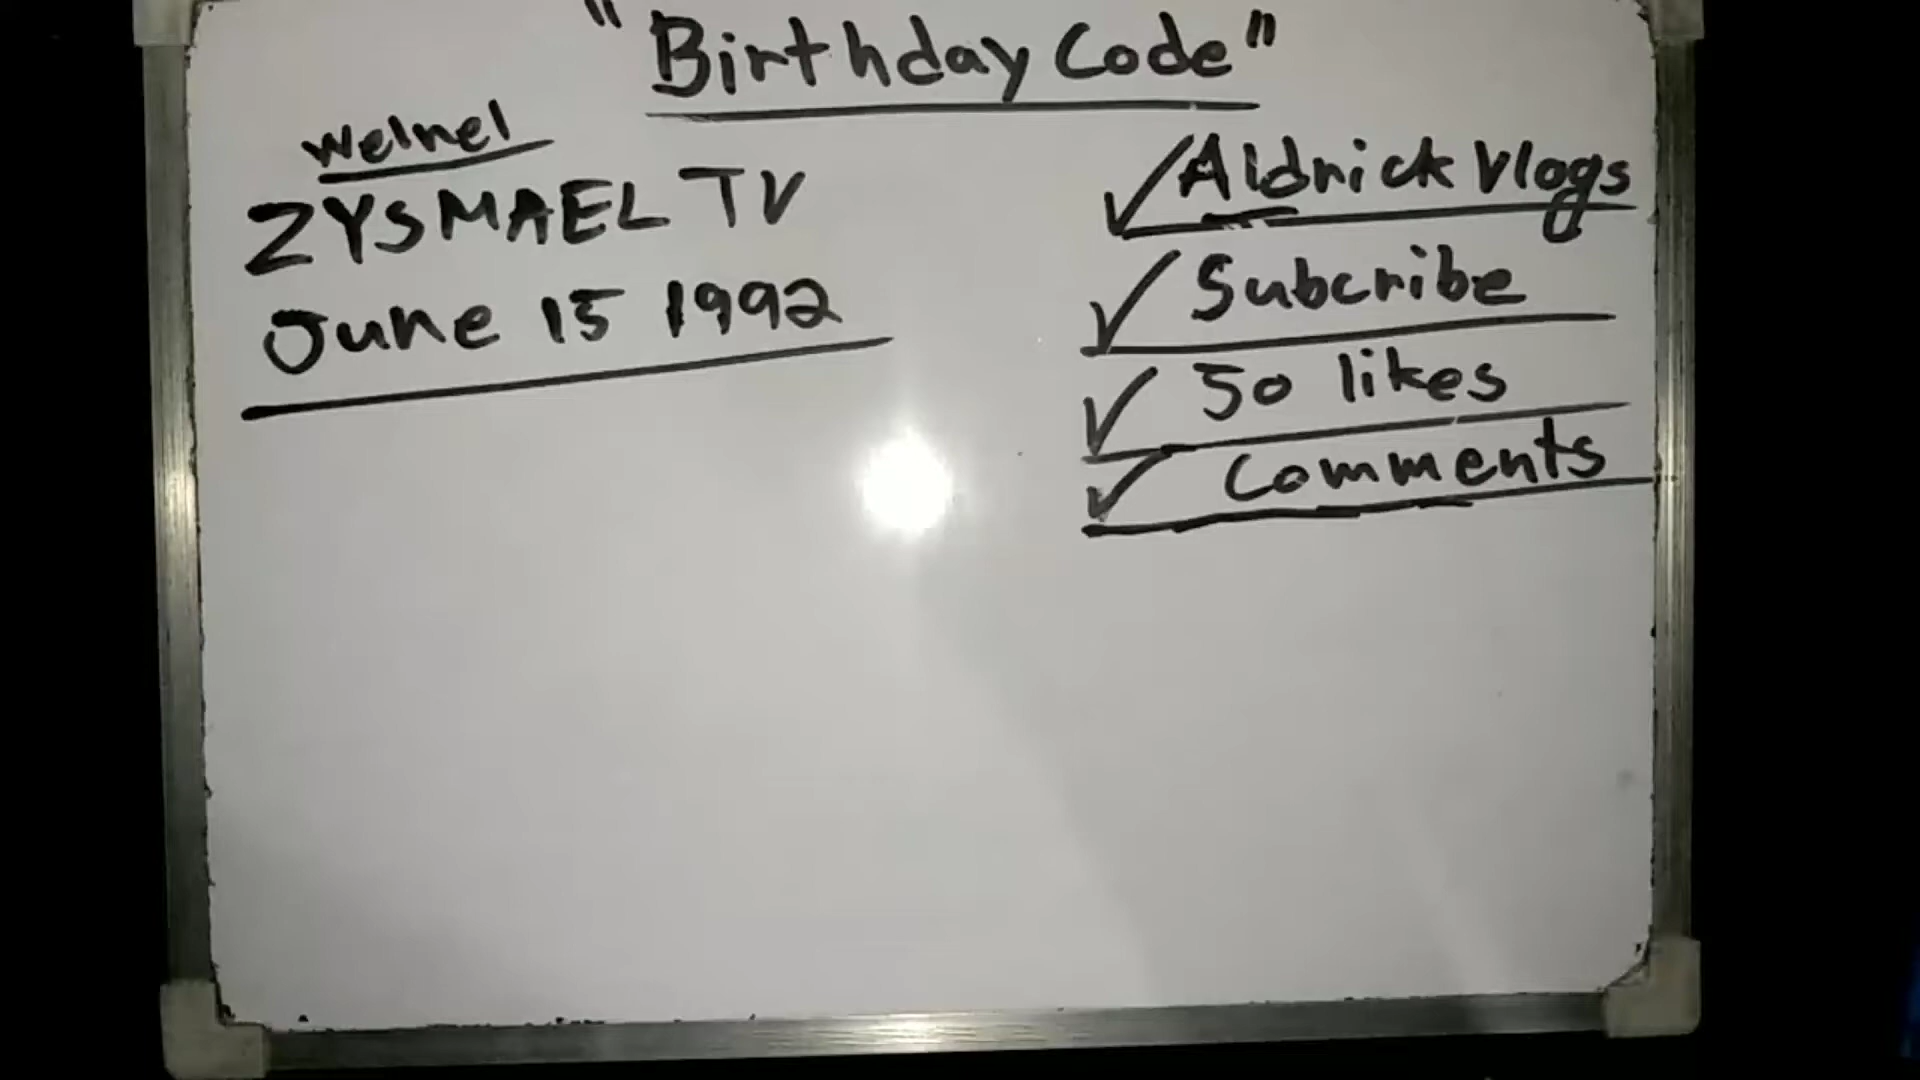 "Birthday Code"
Welnel
ZYSMAEL TV
June 15 1992
✓ Aldrick Vlogs
✓ Subcribe
✓ 50 likes
✓ Comments